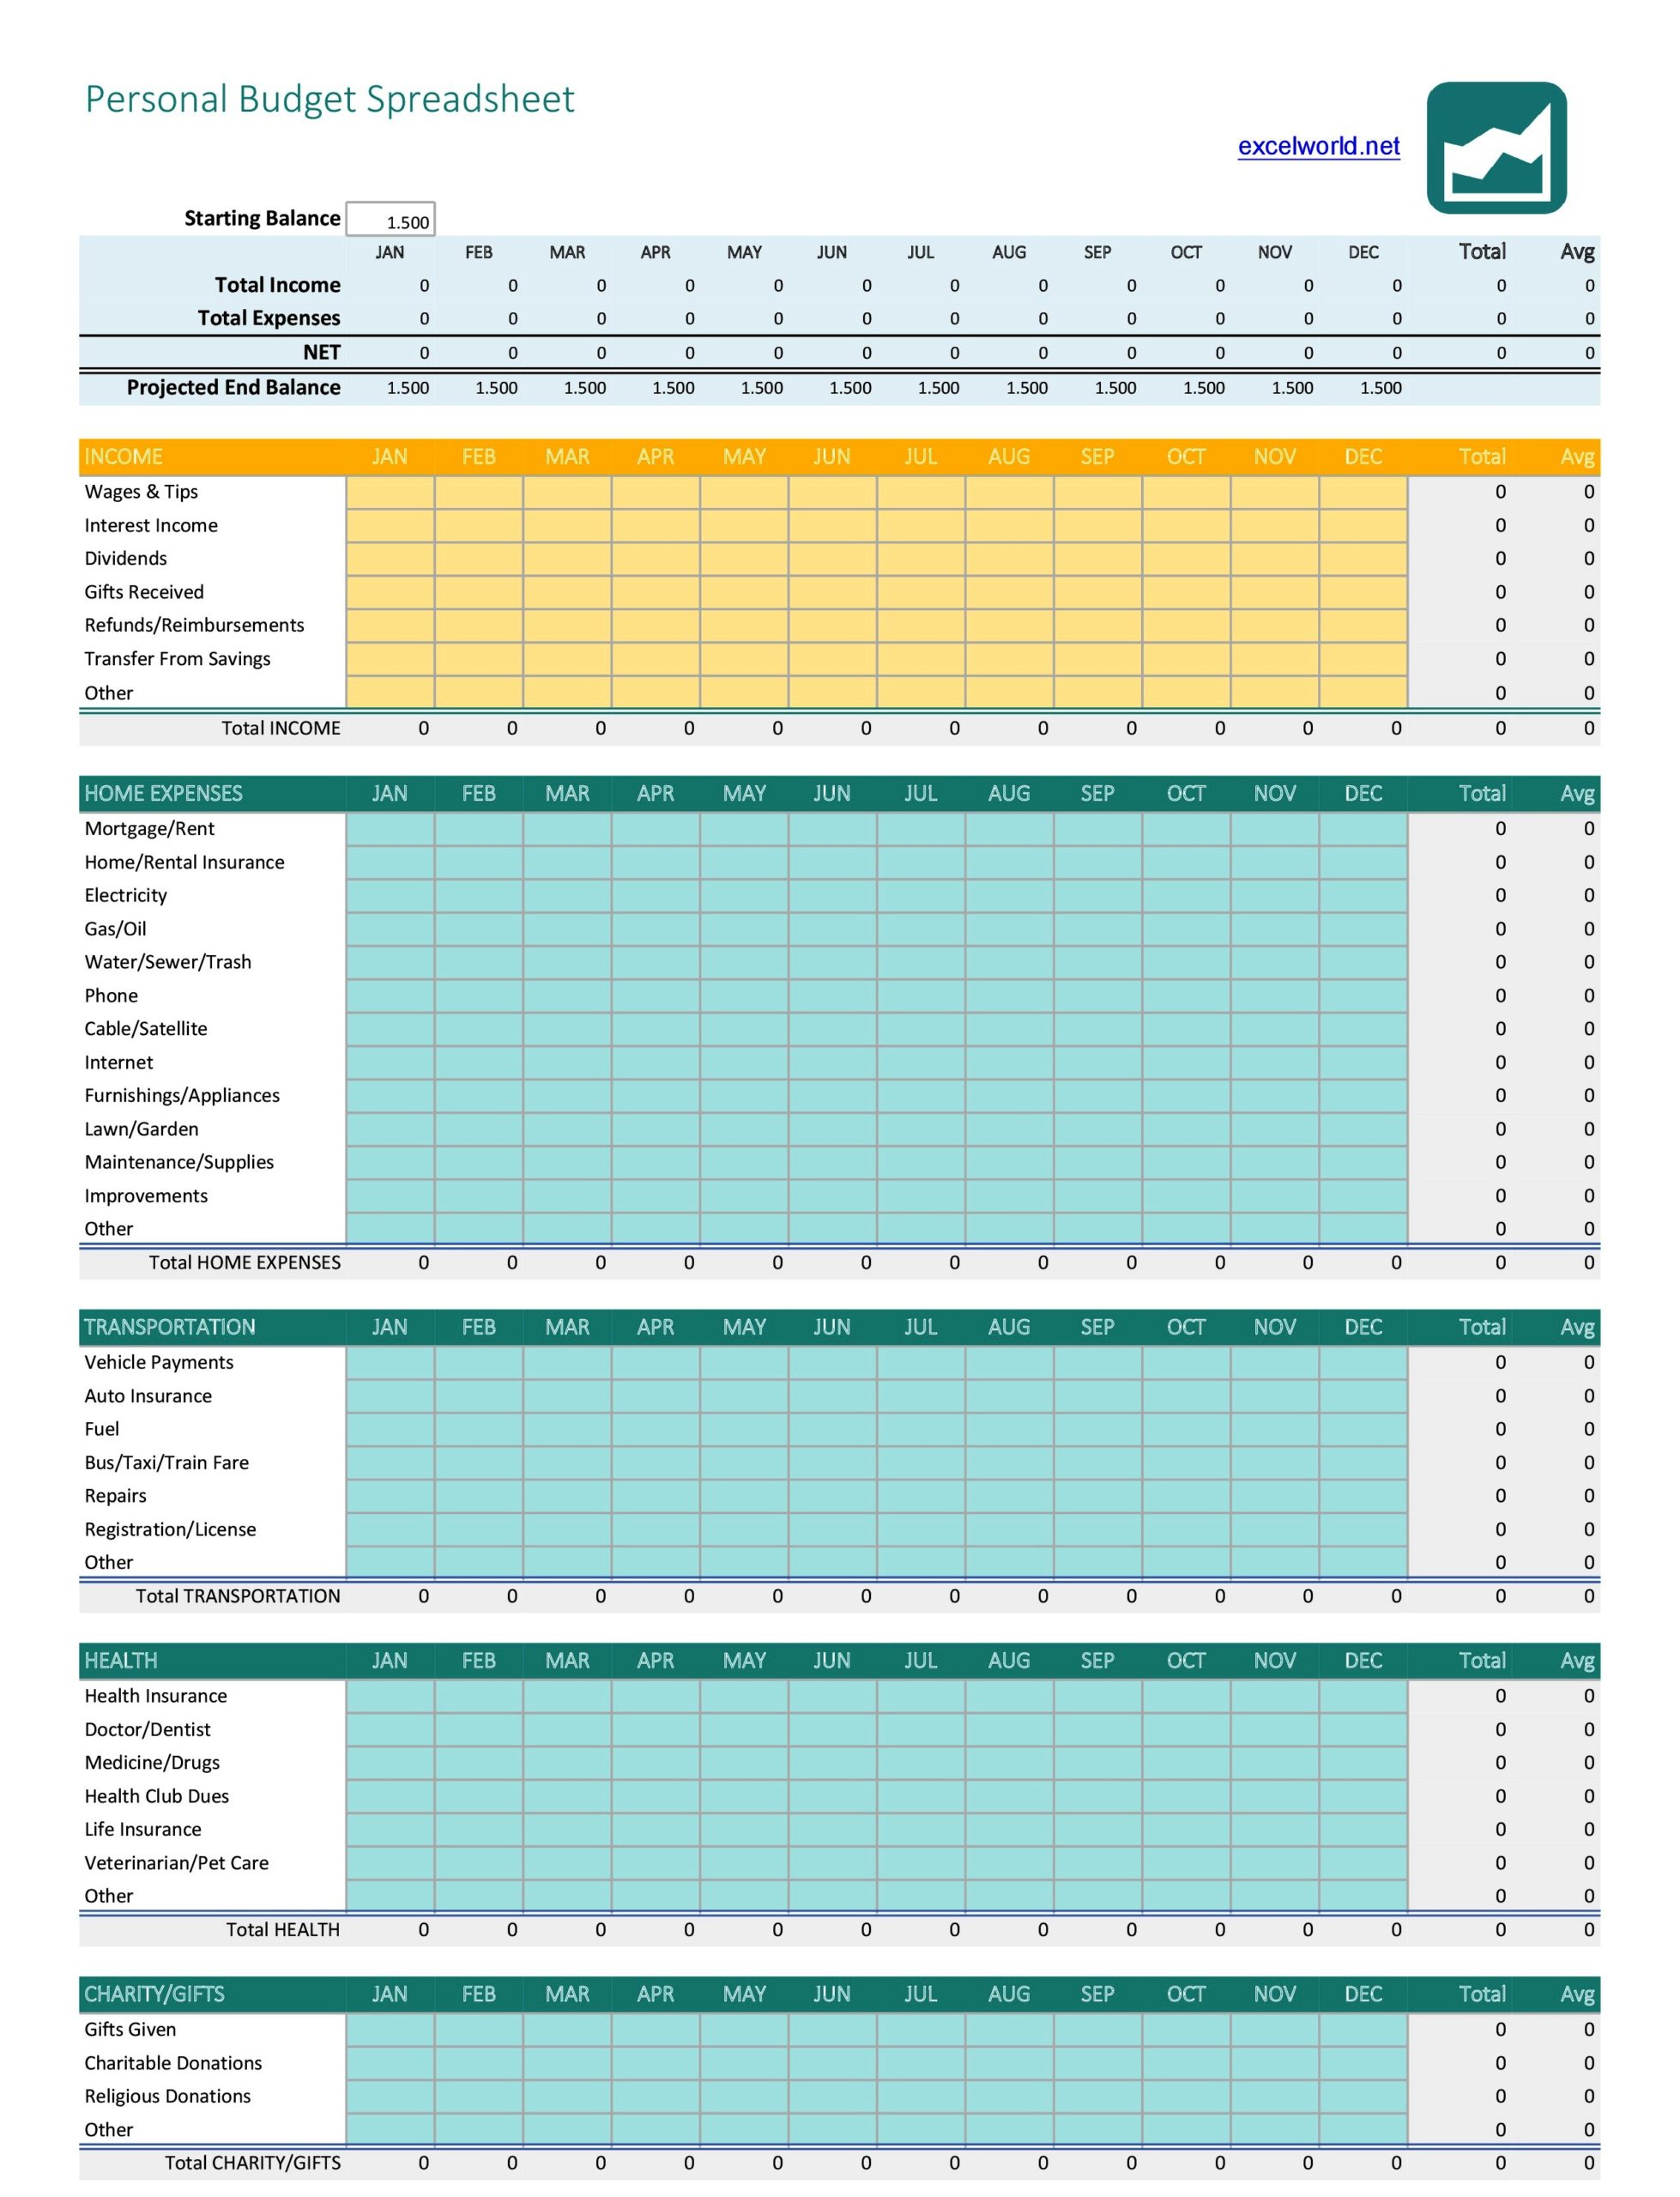 Personal Budget Spreadsheet
excelworld.net
Starting Balance 1.500
JAN FEB MAR APR MAY JUN JUL AUG SEP OCT NOV DEC Total Avg
Total Income 0 0 0 0 0 0 0 0 0 0 0 0 0 0
Total Expenses 0 0 0 0 0 0 0 0 0 0 0 0 0 0
NET 0 0 0 0 0 0 0 0 0 0 0 0 0 0
Projected End Balance 1.500 1.500 1.500 1.500 1.500 1.500 1.500 1.500 1.500 1.500 1.500 1.500
INCOME JAN FEB MAR APR MAY JUN JUL AUG SEP OCT NOV DEC Total Avg
Wages & Tips 0 0
Interest Income 0 0
Dividends 0 0
Gifts Received 0 0
Refunds/Reimbursements 0 0
Transfer From Savings 0 0
Other 0 0
Total INCOME 0 0 0 0 0 0 0 0 0 0 0 0 0 0
HOME EXPENSES JAN FEB MAR APR MAY JUN JUL AUG SEP OCT NOV DEC Total Avg
Mortgage/Rent 0 0
Home/Rental Insurance 0 0
Electricity 0 0
Gas/Oil 0 0
Water/Sewer/Trash 0 0
Phone 0 0
Cable/Satellite 0 0
Internet 0 0
Furnishings/Appliances 0 0
Lawn/Garden 0 0
Maintenance/Supplies 0 0
Improvements 0 0
Other 0 0
Total HOME EXPENSES 0 0 0 0 0 0 0 0 0 0 0 0 0 0
TRANSPORTATION JAN FEB MAR APR MAY JUN JUL AUG SEP OCT NOV DEC Total Avg
Vehicle Payments 0 0
Auto Insurance 0 0
Fuel 0 0
Bus/Taxi/Train Fare 0 0
Repairs 0 0
Registration/License 0 0
Other 0 0
Total TRANSPORTATION 0 0 0 0 0 0 0 0 0 0 0 0 0 0
HEALTH JAN FEB MAR APR MAY JUN JUL AUG SEP OCT NOV DEC Total Avg
Health Insurance 0 0
Doctor/Dentist 0 0
Medicine/Drugs 0 0
Health Club Dues 0 0
Life Insurance 0 0
Veterinarian/Pet Care 0 0
Other 0 0
Total HEALTH 0 0 0 0 0 0 0 0 0 0 0 0 0 0
CHARITY/GIFTS JAN FEB MAR APR MAY JUN JUL AUG SEP OCT NOV DEC Total Avg
Gifts Given 0 0
Charitable Donations 0 0
Religious Donations 0 0
Other 0 0
Total CHARITY/GIFTS 0 0 0 0 0 0 0 0 0 0 0 0 0 0